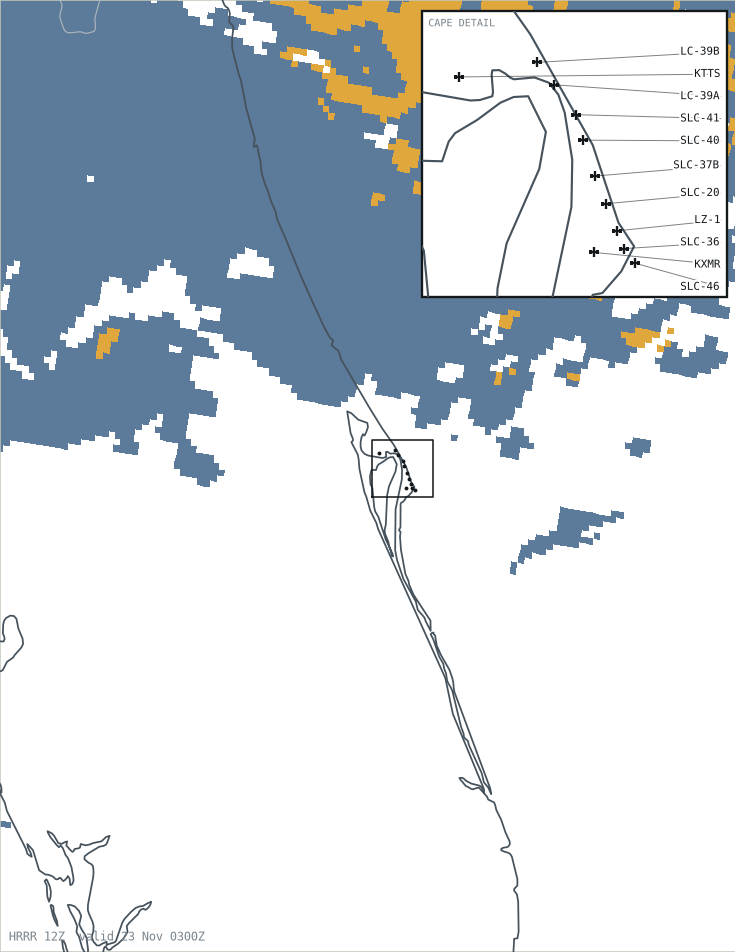 CAPE DETAIL
LC-39B
KTTS
LC-39A
SLC-41
SLC-40
SLC-37B
SLC-20
LZ-1
SLC-36
KXMR
SLC-46
HRRR 12Z valid 23 Nov 0300Z